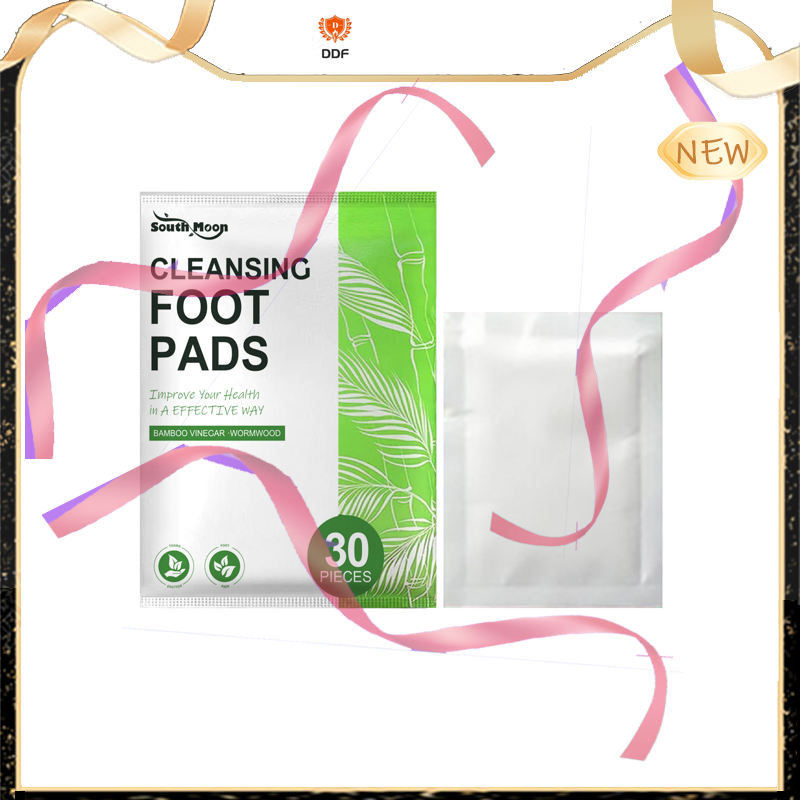 DDF
NEW
South Moon
CLEANSING
FOOT
PADS
Improve Your Health
in A EFFECTIVE WAY
BAMBOO VINEGAR ·WORMWOOD
30
PIECES